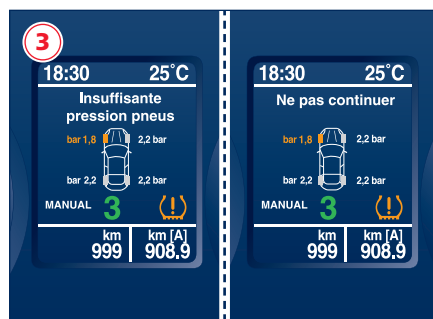 3
18:30 25°C
Insuffisante
pression pneus
bar 1,8 2,2 bar
bar 2,2 2,2 bar
MANUAL 3
km km [A]
999 908.9
18:30 25°C
Ne pas continuer
bar 1,8 2,2 bar
bar 2,2 2,2 bar
MANUAL 3
km km [A]
999 908.9